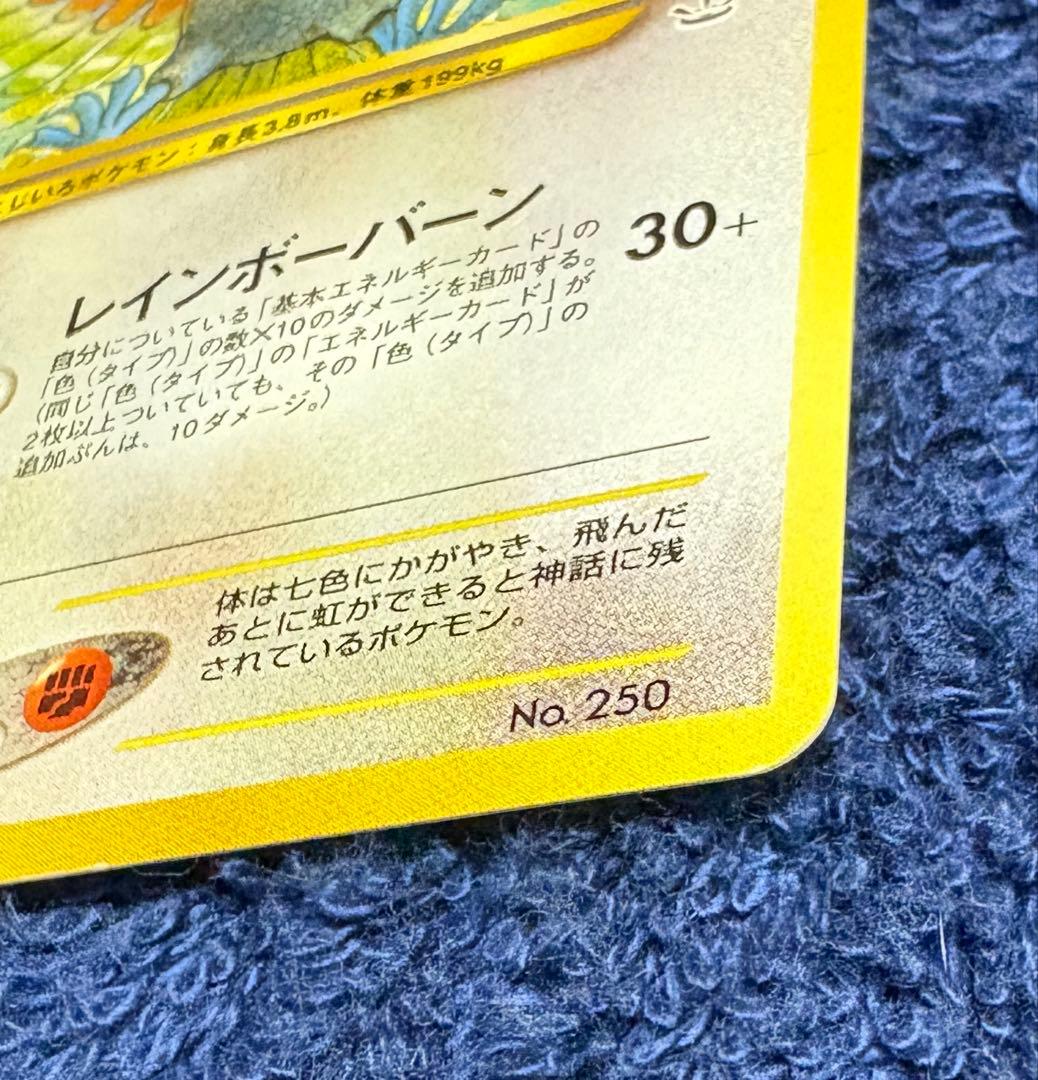 じいろポケモン:身長3.8m、体重199kg
レインボーバーン 30+
自分についている「基本エネルギーカード」の
「色(タイプ)」の数×10のダメージを追加する。
(同じ「色(タイプ)」の「エネルギーカード」が
2枚以上ついていても、その「色(タイプ)」の
追加ぶんは、10ダメージ。)
体は七色にかがやき、飛んだ
あとに虹ができると神話に残
されているポケモン。
No. 250